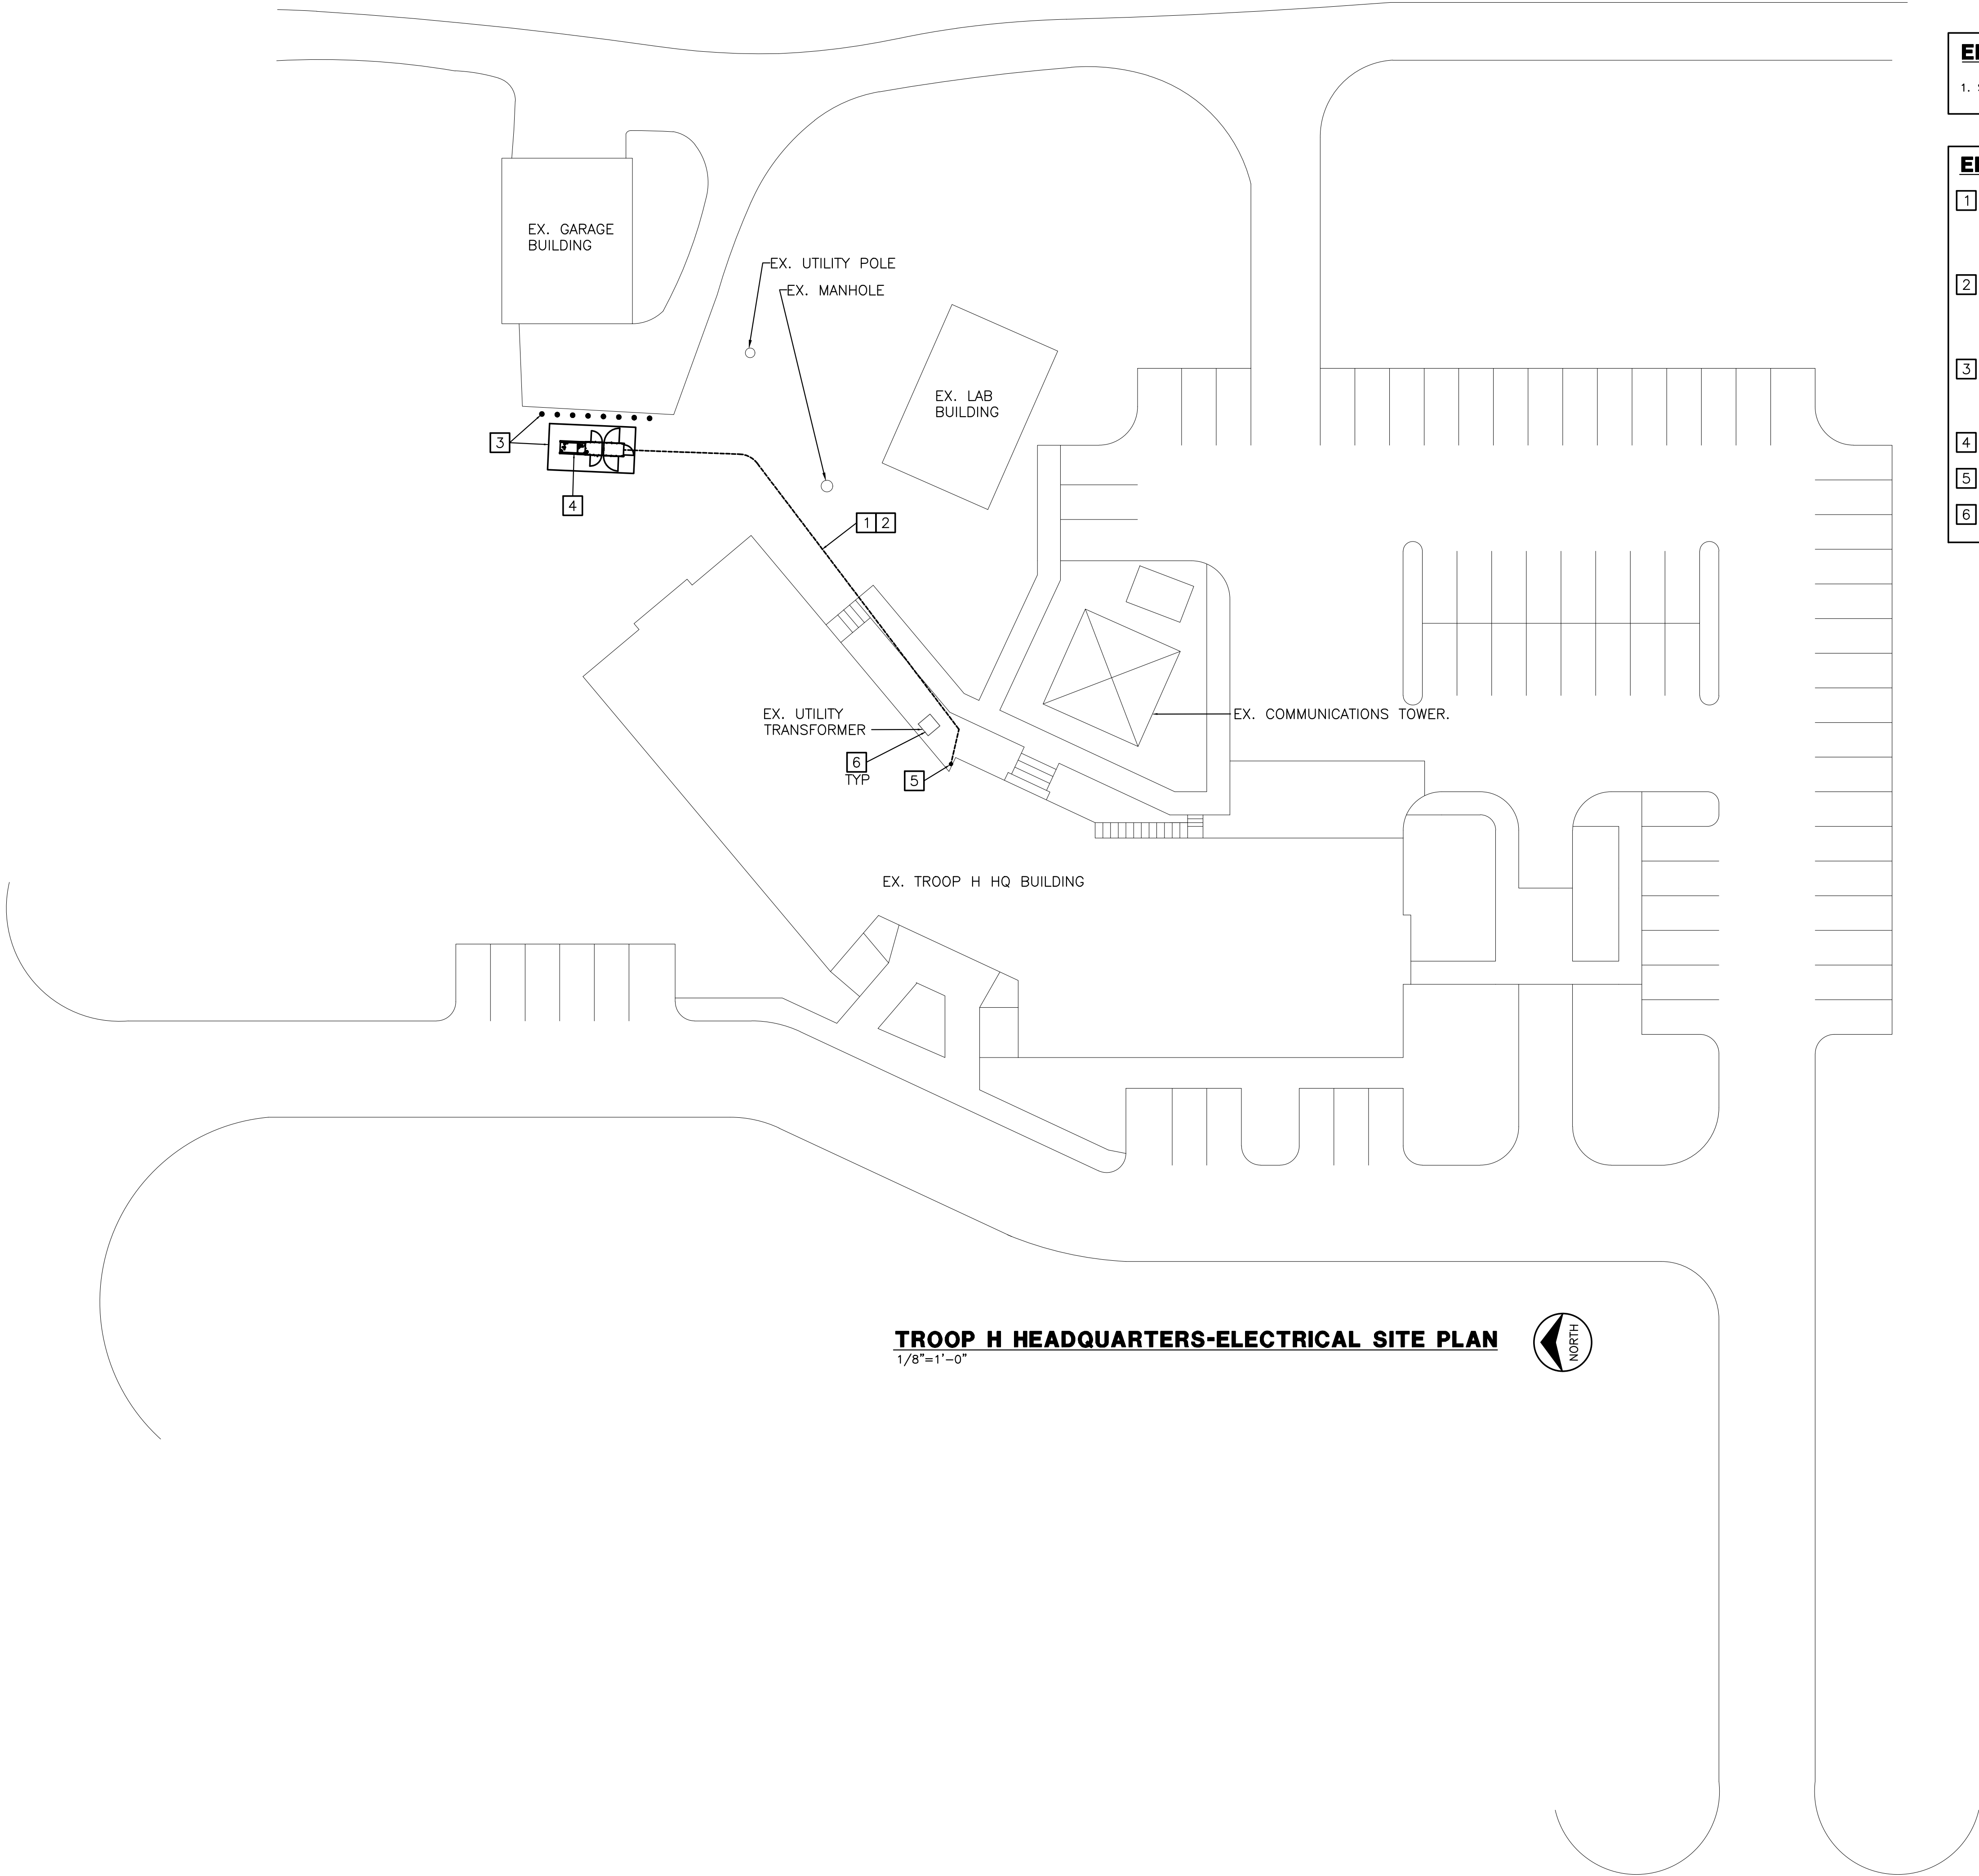 1.
1
2
3
4
5
6
EX. GARAGE
BUILDING
EX. UTILITY POLE
EX. MANHOLE
EX. LAB
BUILDING
3
4
1 2
EX. UTILITY
TRANSFORMER
6
TYP
5
EX. COMMUNICATIONS TOWER.
EX. TROOP H HQ BUILDING
TROOP H HEADQUARTERS-ELECTRICAL SITE PLAN
1/8"=1'-0"
NORTH